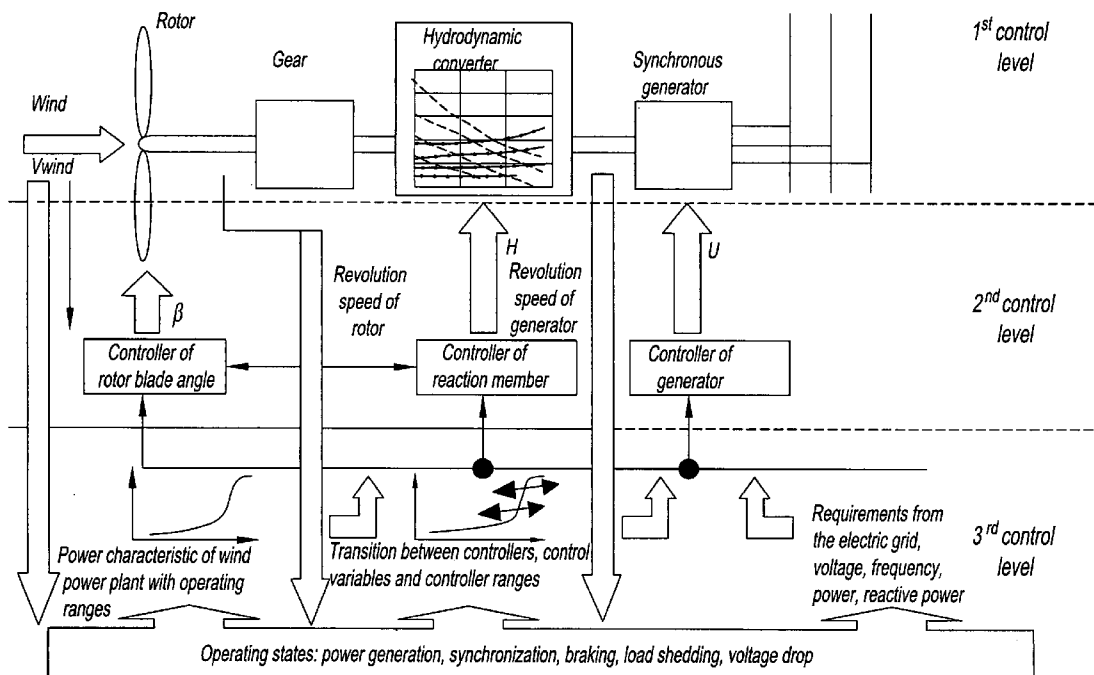 Rotor
Hydrodynamic
converter
1st control
level
Gear
Synchronous
generator
Wind
Vwind
H
U
Revolution
speed of
rotor
Revolution
speed of
generator
2nd control
level
β
Controller of
rotor blade angle
Controller of
reaction member
Controller of
generator
Power characteristic of wind
power plant with operating
ranges
Transition between controllers, control
variables and controller ranges
Requirements from
the electric grid,
voltage, frequency,
power, reactive power
3rd control
level
Operating states: power generation, synchronization, braking, load shedding, voltage drop